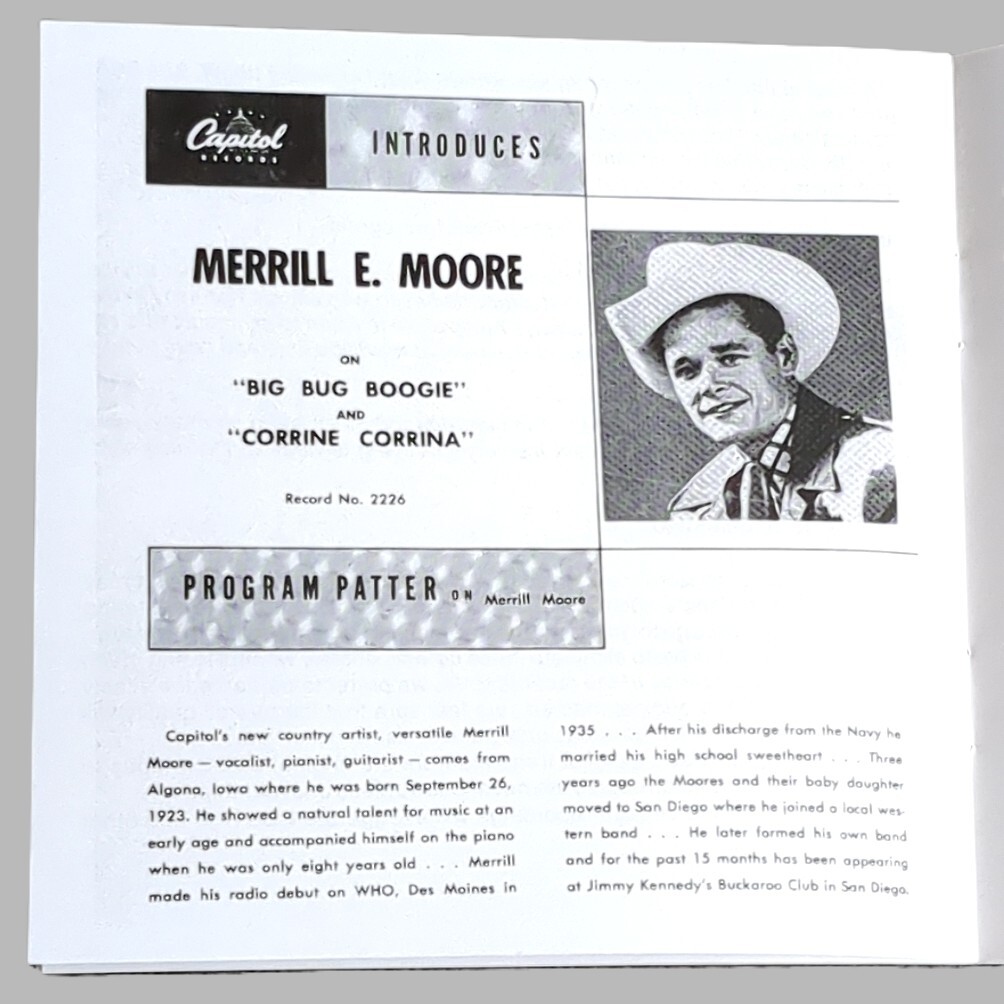 Capitol
RECORDS
INTRODUCES
MERRILL E. MOORE
ON
“BIG BUG BOOGIE”
AND
“CORRINE CORRINA”
Record No. 2226
PROGRAM PATTER ON Merrill Moore
Capitol's new country artist, versatile Merrill
Moore — vocalist, pianist, guitarist — comes from
Algona, Iowa where he was born September 26,
1923. He showed a natural talent for music at an
early age and accompanied himself on the piano
when he was only eight years old . . . Merrill
made his radio debut on WHO, Des Moines in
1935 . . . After his discharge from the Navy he
married his high school sweetheart . . . Three
years ago the Moores and their baby daughter
moved to San Diego where he joined a local wes-
tern band . . . He later formed his own band
and for the past 15 months has been appearing
at Jimmy Kennedy's Buckaroo Club in San Diego.